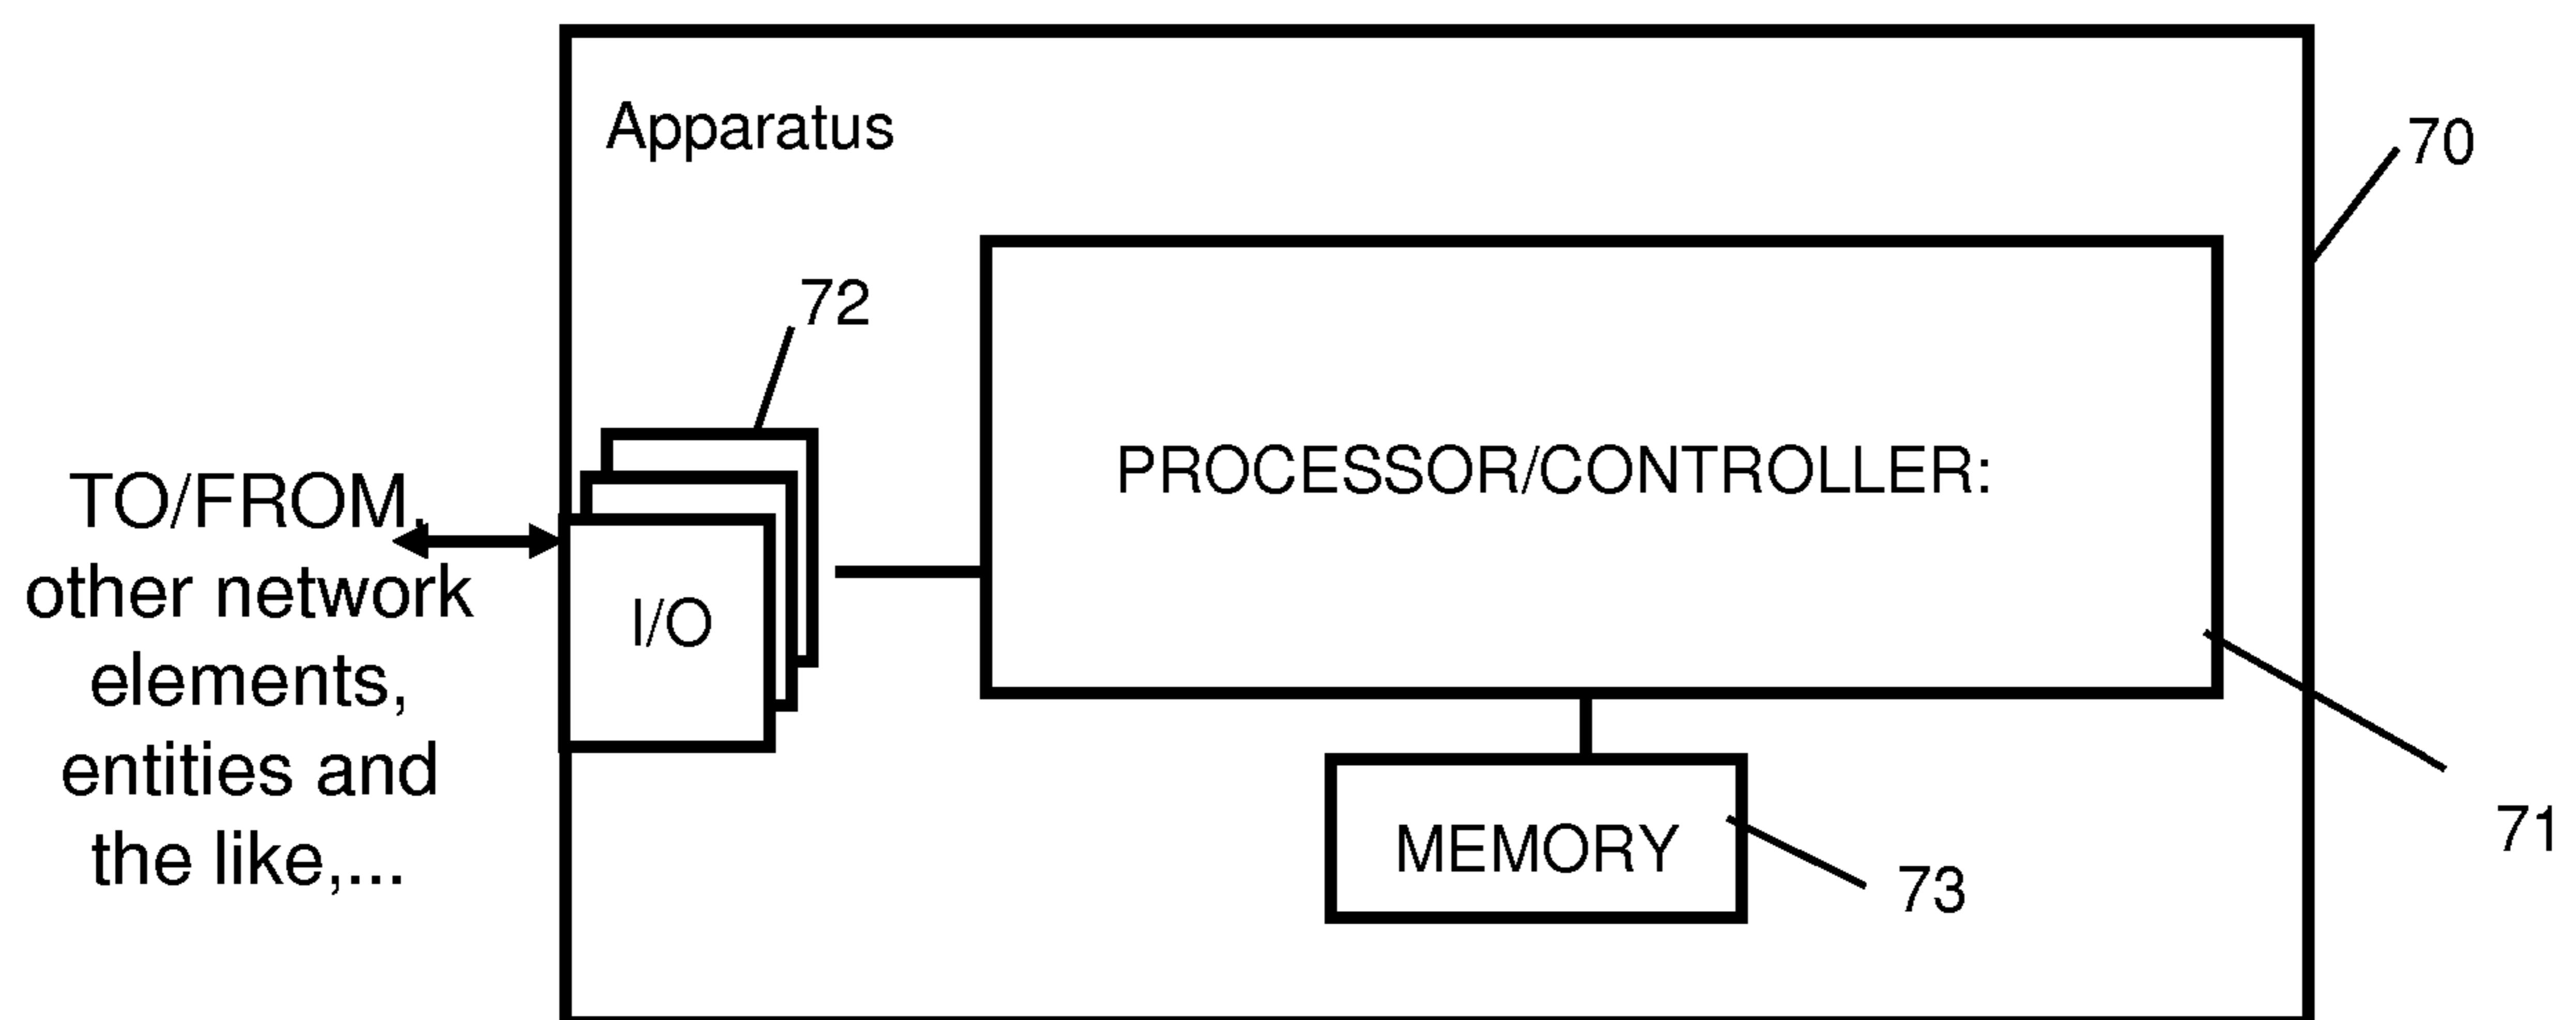 Apparatus
70
72
PROCESSOR/CONTROLLER:
TO/FROM,
other network
elements,
entities and
the like,...
I/O
MEMORY
71
73